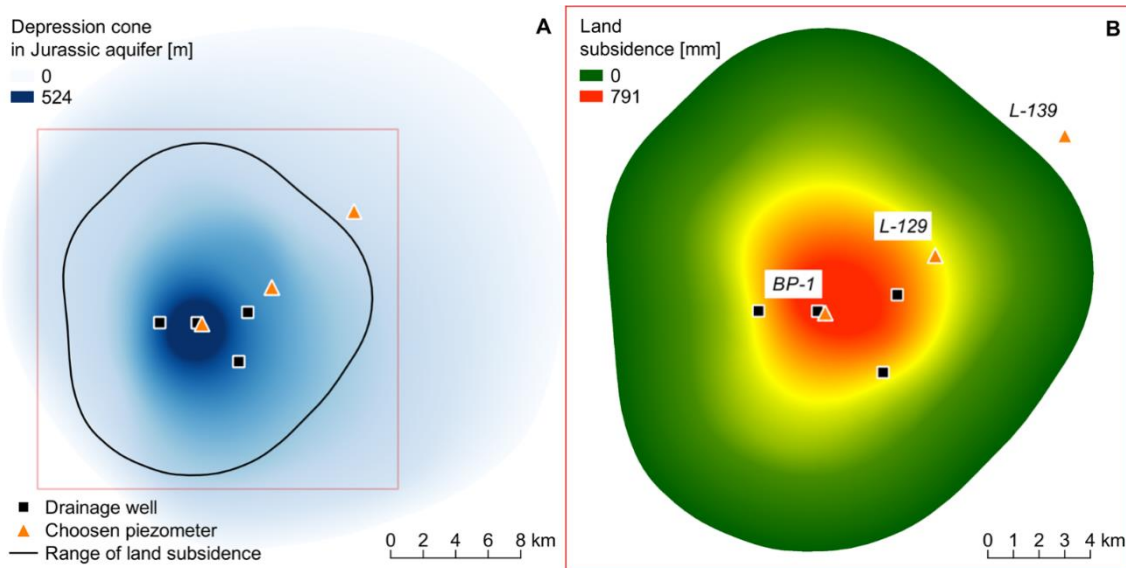 Depression cone
in Jurassic aquifer [m]
0
524
A
Drainage well
Choosen piezometer
Range of land subsidence
0 2 4 6 8 km
Land
subsidence [mm]
0
791
B
L-139
L-129
BP-1
0 1 2 3 4 km